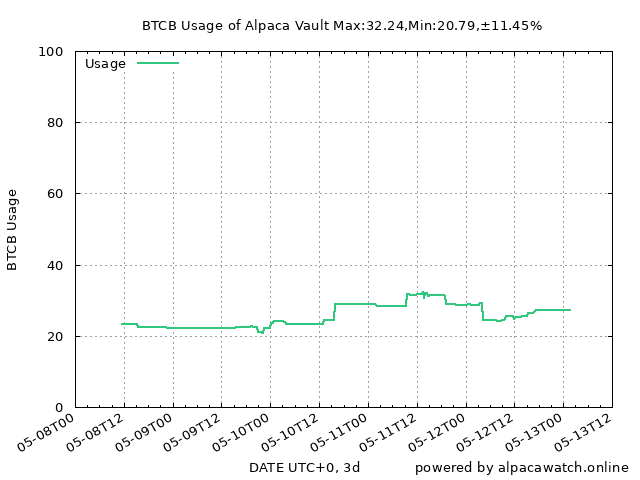 BTCB Usage of Alpaca Vault Max:32.24,Min:20.79,±11.45%
Usage
BTCB Usage
100
80
60
40
20
0
05-08T00
05-08T12
05-09T00
05-09T12
05-10T00
05-10T12
05-11T00
05-11T12
05-12T00
05-12T12
05-13T00
05-13T12
DATE UTC+0, 3d
powered by alpacawatch.online